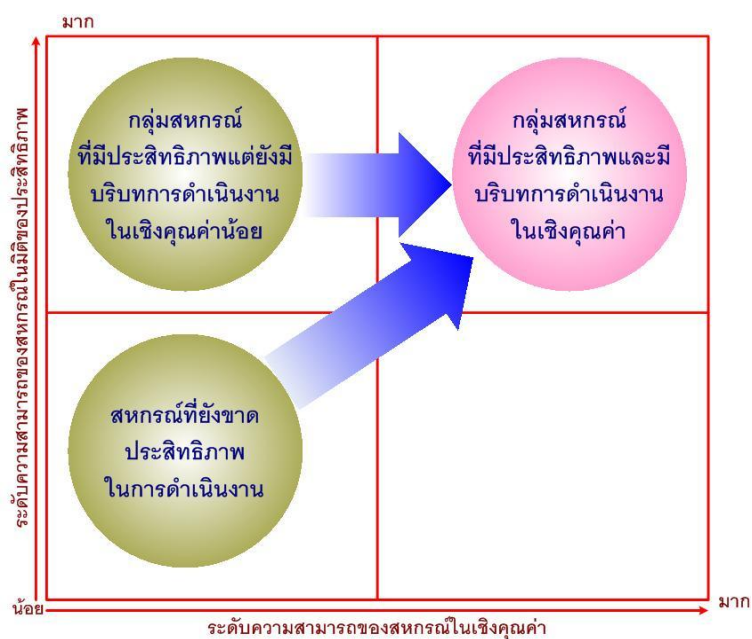 มาก
กลุ่มสหกรณ์
ที่มีประสิทธิภาพแต่ยังมี
บริบทการดำเนินงาน
ในเชิงคุณค่าน้อย
กลุ่มสหกรณ์
ที่มีประสิทธิภาพและมี
บริบทการดำเนินงาน
ในเชิงคุณค่า
ระดับความสามารถของสหกรณ์ในมิติของประสิทธิภาพ
สหกรณ์ที่ยังขาด
ประสิทธิภาพ
ในการดำเนินงาน
น้อย
มาก
ระดับความสามารถของสหกรณ์ในเชิงคุณค่า